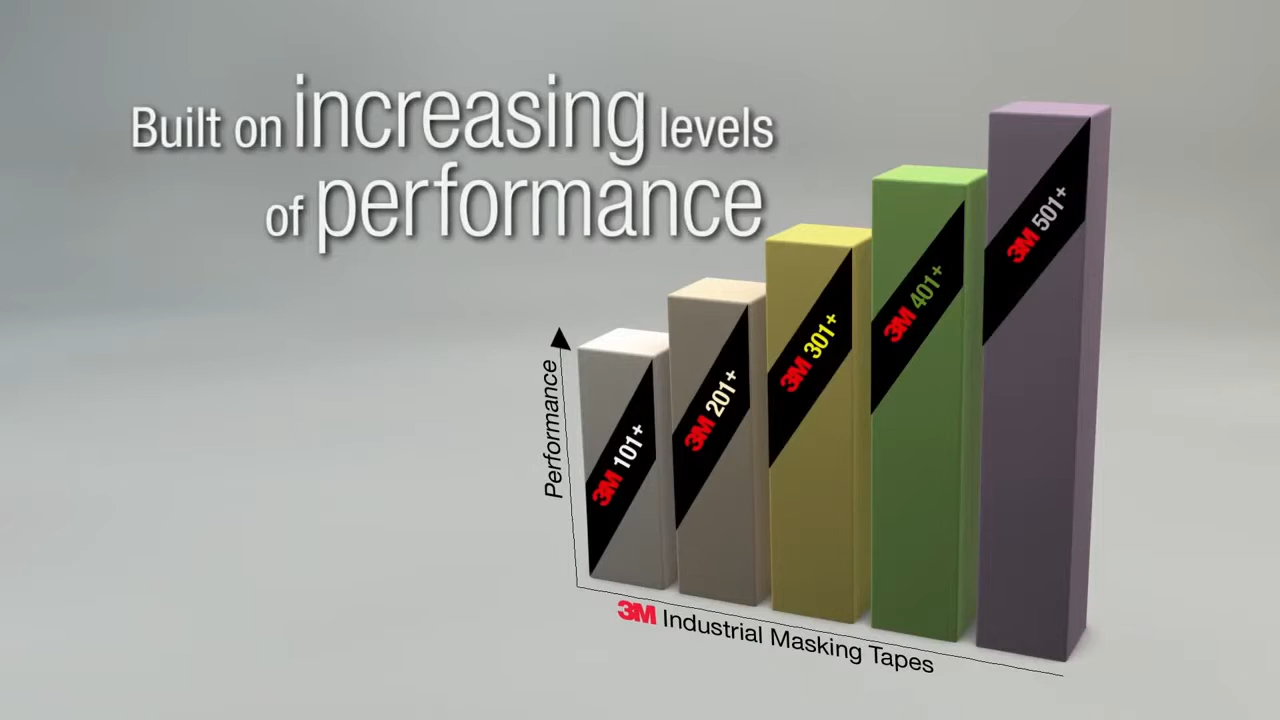 Built on increasing levels
of performance
Performance
3M 101+
3M 201+
3M 301+
3M 401+
3M 501+
3M Industrial Masking Tapes